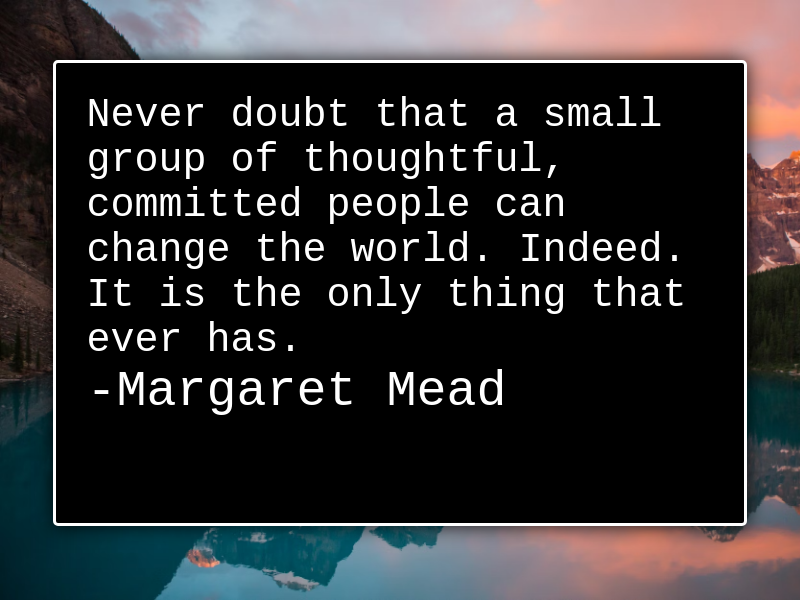 Never doubt that a small
group of thoughtful,
committed people can
change the world. Indeed.
It is the only thing that
ever has.
-Margaret Mead